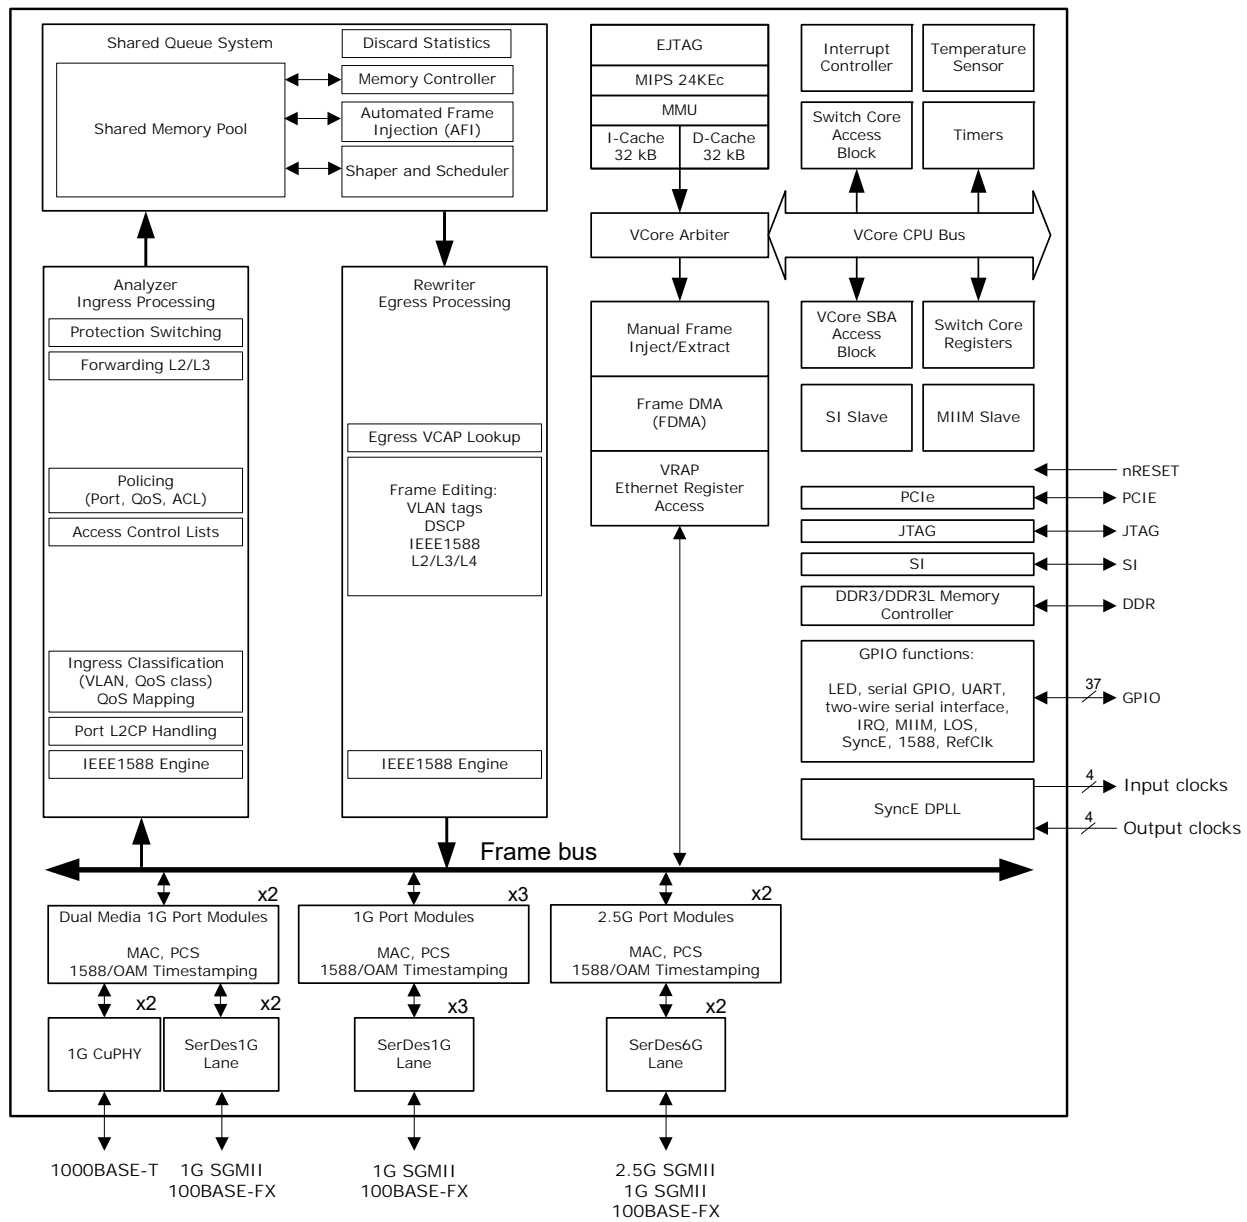 Shared Queue System
Discard Statistics
Shared Memory Pool
Memory Controller
Automated Frame
Injection (AFI)
Shaper and Scheduler
EJTAG
MIPS 24KEc
MMU
I-Cache
32 kB
D-Cache
32 kB
Interrupt
Controller
Temperature
Sensor
Switch Core
Access
Block
Timers
VCore Arbiter
VCore CPU Bus
Analyzer
Ingress Processing
Protection Switching
Forwarding L2/L3
Policing
(Port, QoS, ACL)
Access Control Lists
Ingress Classification
(VLAN, QoS class)
QoS Mapping
Port L2CP Handling
IEEE1588 Engine
Rewriter
Egress Processing
Egress VCAP Lookup
Frame Editing:
VLAN tags
DSCP
IEEE1588
L2/L3/L4
IEEE1588 Engine
Manual Frame
Inject/Extract
Frame DMA
(FDMA)
VRAP
Ethernet Register
Access
VCore SBA
Access
Block
Switch Core
Registers
SI Slave
MIIM Slave
nRESET
PCIe
PCIE
JTAG
JTAG
SI
SI
DDR3/DDR3L Memory
Controller
DDR
GPIO functions:
LED, serial GPIO, UART,
two-wire serial interface,
IRQ, MIIM, LOS,
SyncE, 1588, RefClk
37
GPIO
SyncE DPLL
4
Input clocks
4
Output clocks
Frame bus
x2
Dual Media 1G Port Modules
MAC, PCS
1588/OAM Timestamping
x3
1G Port Modules
MAC, PCS
1588/OAM Timestamping
x2
2.5G Port Modules
MAC, PCS
1588/OAM Timestamping
x2
1G CuPHY
x2
SerDes1G
Lane
x3
SerDes1G
Lane
x2
SerDes6G
Lane
1000BASE-T
1G SGMII
100BASE-FX
1G SGMII
100BASE-FX
2.5G SGMII
1G SGMII
100BASE-FX